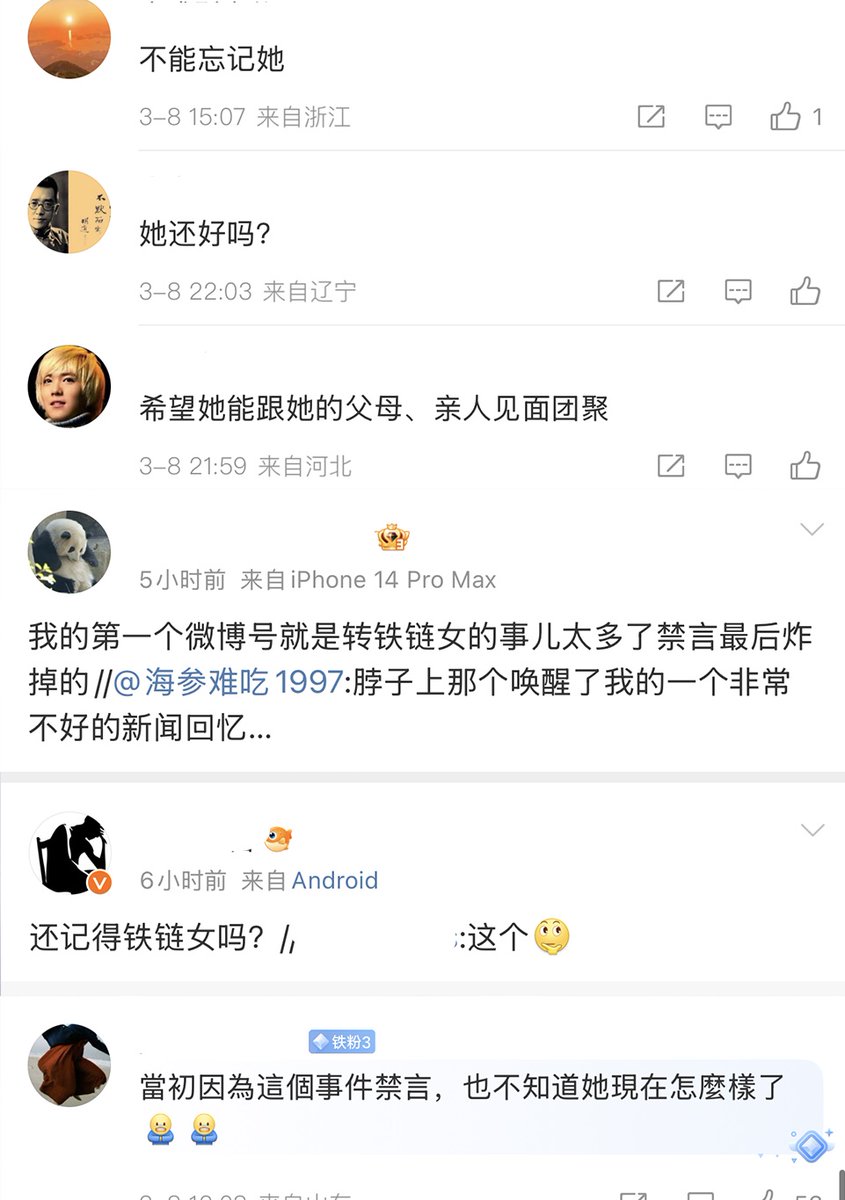 不能忘记她
3-8 15:07 来自浙江
1
她还好吗?
3-8 22:03 来自辽宁
希望她能跟她的父母、亲人见面团聚
3-8 21:59 来自河北
5小时前 来自iPhone 14 Pro Max
我的第一个微博号就是转铁链女的事儿太多了禁言最后炸
掉的//@海参难吃1997:脖子上那个唤醒了我的一个非常
不好的新闻回忆...
6小时前 来自Android
还记得铁链女吗? //
:这个
铁粉3
當初因為這個事件禁言，也不知道她現在怎麼樣了